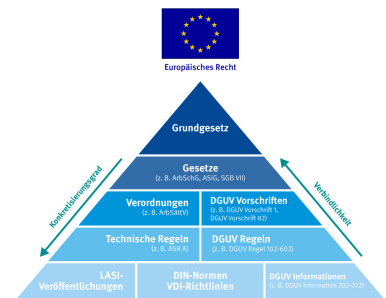 Europäisches Recht
Grundgesetz
Gesetze
(z. B. ArbSchG, ASiG, SGB VII)
Konkretisierungsgrad
Verbindlichkeit
Verordnungen
(z. B. ArbStättV)
DGUV Vorschriften
(z. B. DGUV Vorschrift 1,
DGUV Vorschrift 82)
Technische Regeln
(z. B. ASR A)
DGUV Regeln
(z. B. DGUV Regel 102-602)
LASI-
Veröffentlichungen
DIN-Normen
VDI-Richtlinien
DGUV Informationen
(z. B. DGUV Information 202-022)